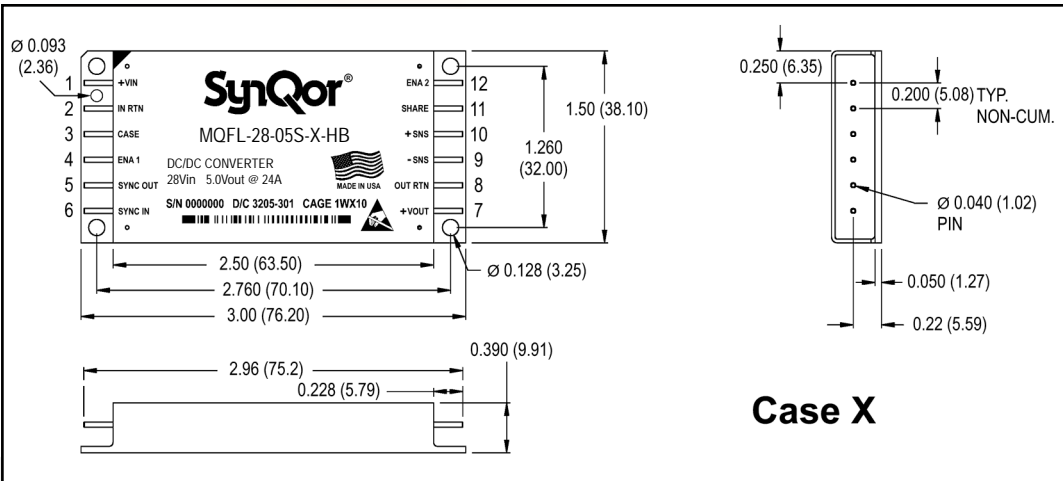 Ø 0.093
(2.36)
1 +VIN
2 IN RTN
3 CASE
4 ENA 1
5 SYNC OUT
6 SYNC IN
SynQor®
MQFL-28-05S-X-HB
DC/DC CONVERTER
28Vin 5.0Vout @ 24A
MADE IN USA
S/N 0000000 D/C 3205-301 CAGE 1WX10
ENA 2 12
SHARE 11
+ SNS 10
- SNS 9
OUT RTN 8
+VOUT 7
1.260
(32.00)
1.50 (38.10)
Ø 0.128 (3.25)
2.50 (63.50)
2.760 (70.10)
3.00 (76.20)
0.250 (6.35)
0.200 (5.08) TYP.
NON-CUM.
Ø 0.040 (1.02)
PIN
0.050 (1.27)
0.22 (5.59)
2.96 (75.2)
0.228 (5.79)
0.390 (9.91)
Case X